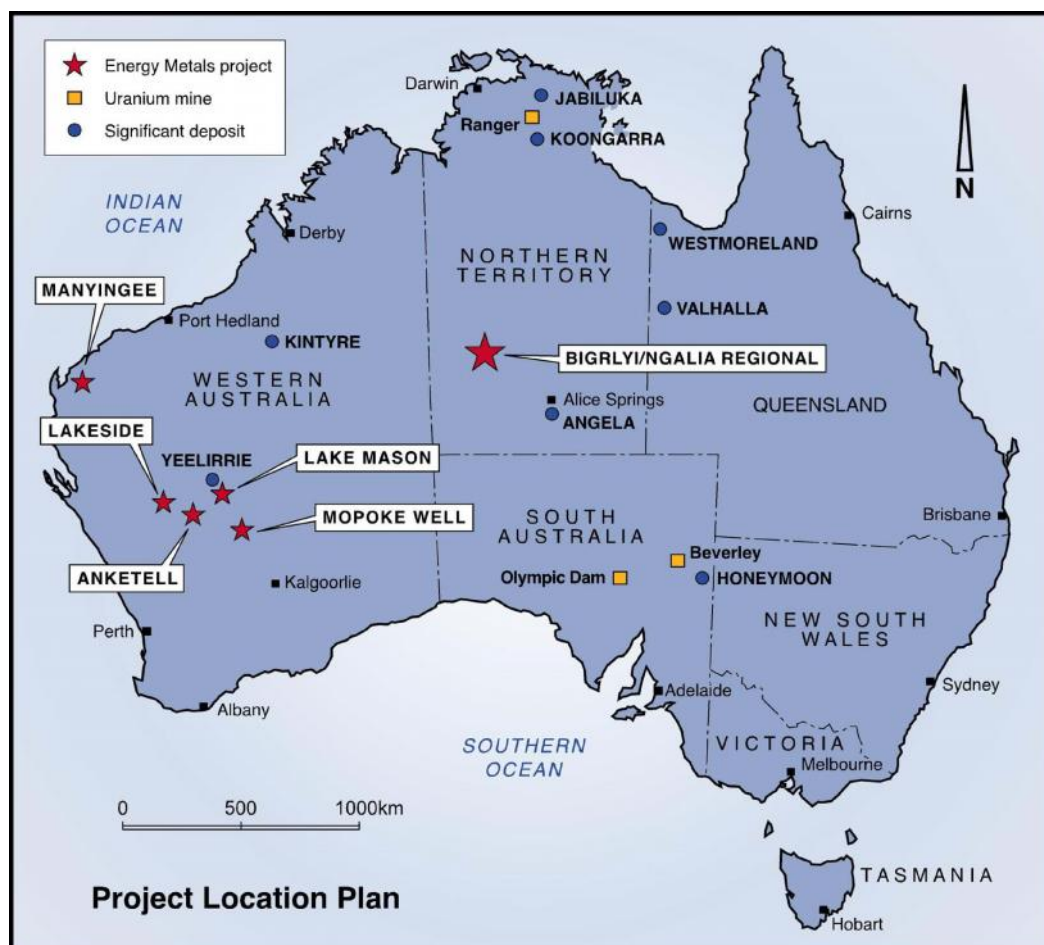 Energy Metals project
Uranium mine
Significant deposit
Darwin
JABILUKA
Ranger
KOONGARRA
N
INDIAN
OCEAN
Derby
Cairns
WESTMORELAND
NORTHERN
TERRITORY
MANYINGEE
Port Hedland
KINTYRE
VALHALLA
BIGRLYI/NGALIA REGIONAL
WESTERN
AUSTRALIA
Alice Springs
ANGELA
QUEENSLAND
LAKESIDE
YEELIRRIE
LAKE MASON
MOPOKE WELL
SOUTH
AUSTRALIA
Brisbane
ANKETELL
Kalgoorlie
Beverley
Olympic Dam
HONEYMOON
NEW SOUTH
WALES
Perth
Albany
Adelaide
Sydney
SOUTHERN
OCEAN
VICTORIA
Melbourne
0 500 1000km
TASMANIA
Project Location Plan
Hobart